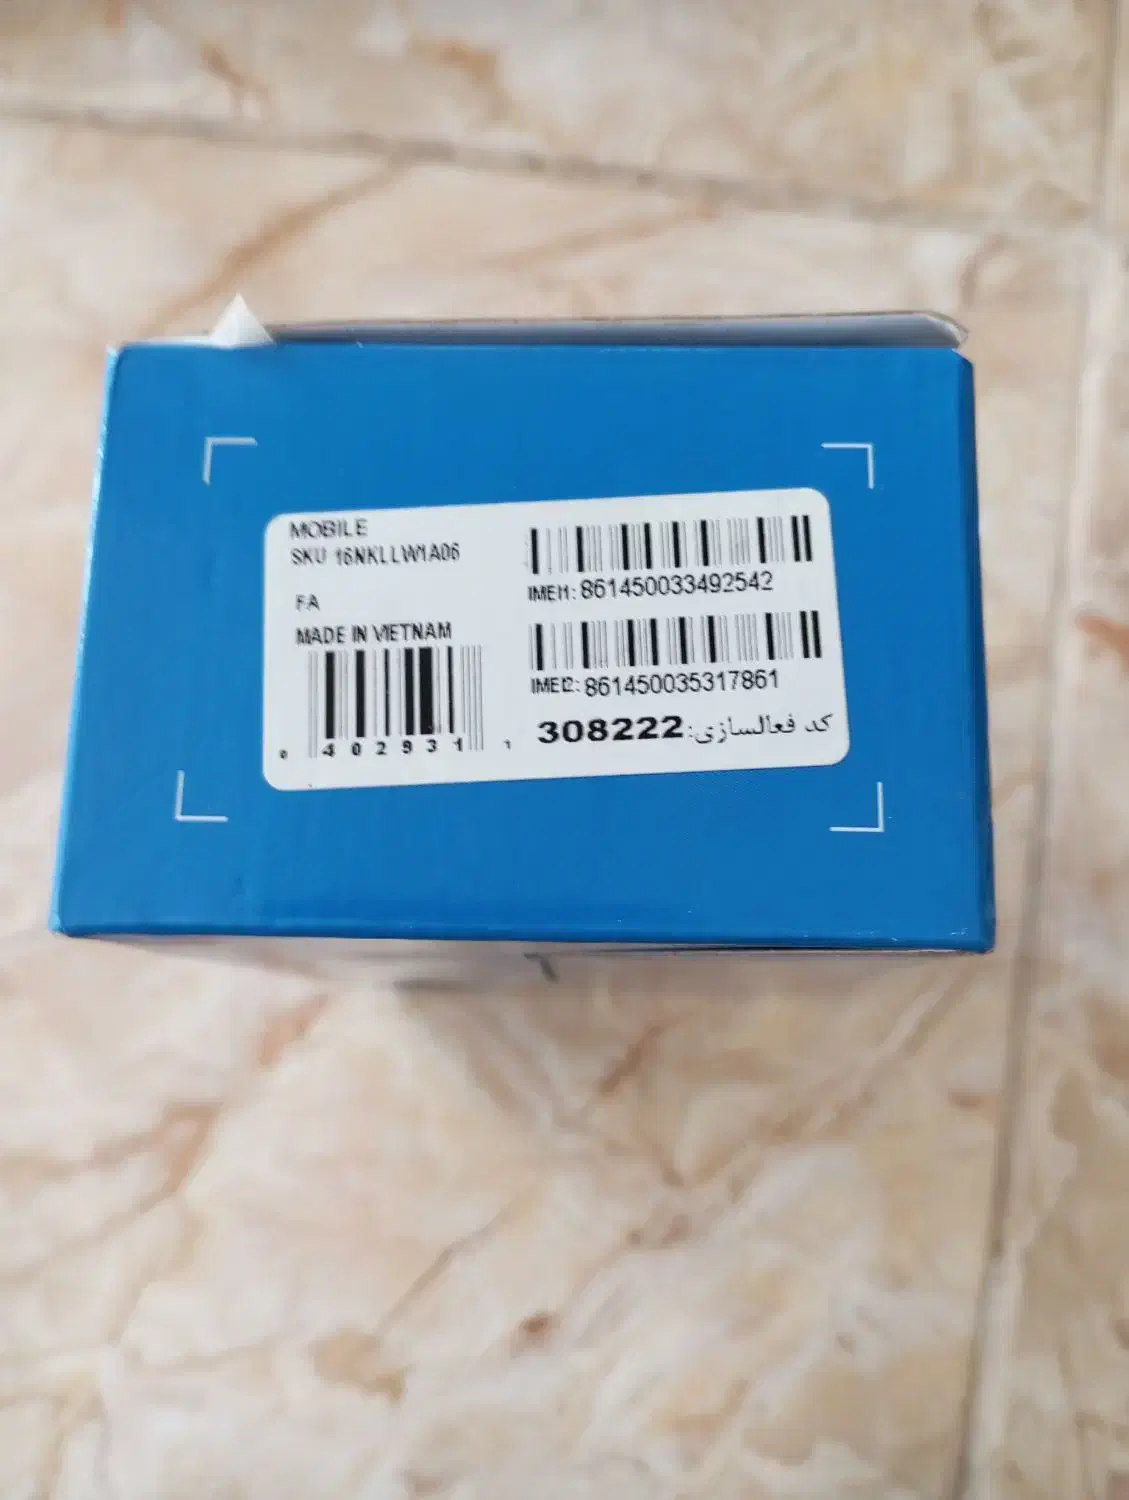 MOBILE
SKU 16NKLLW1A06
FA
MADE IN VIETNAM
0 402931 1
IMEI1: 861450033492542
IMEI2: 861450035317861
کد فعالسازی: 308222